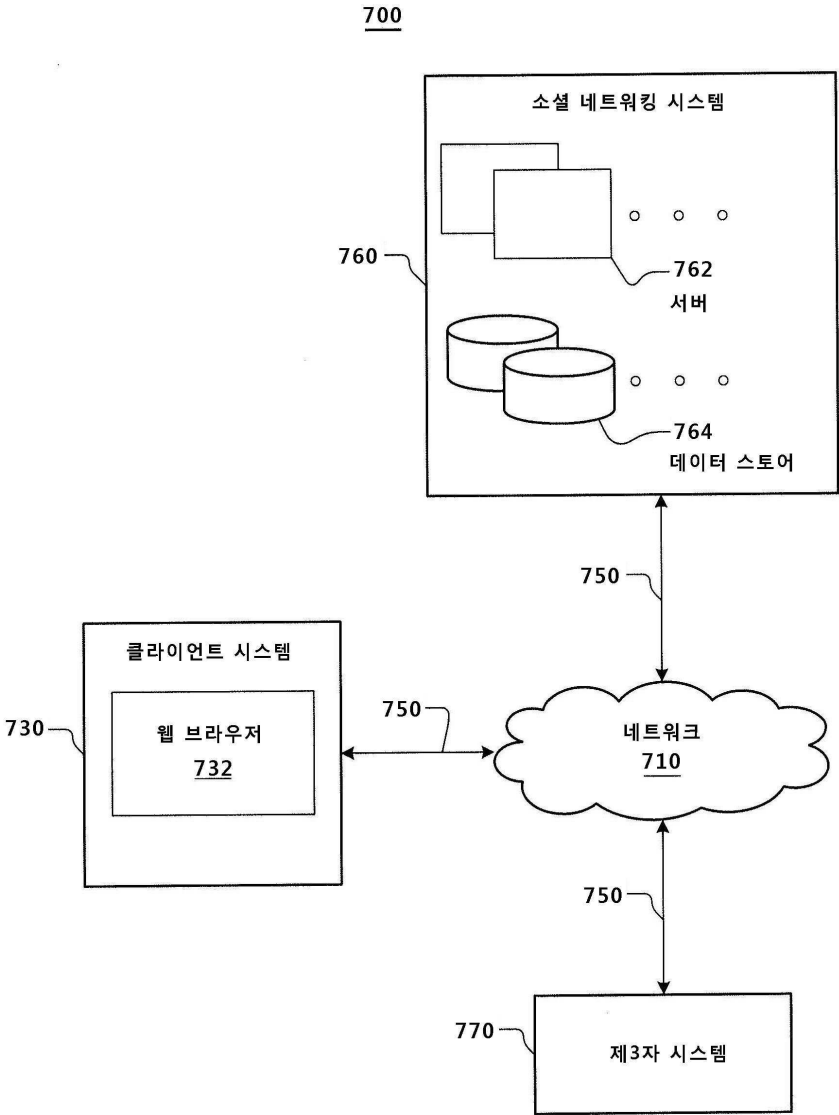 700
소셜 네트워킹 시스템
760
762
서버
764
데이터 스토어
750
클라이언트 시스템
730
웹 브라우저
732
750
네트워크
710
750
770
제3자 시스템